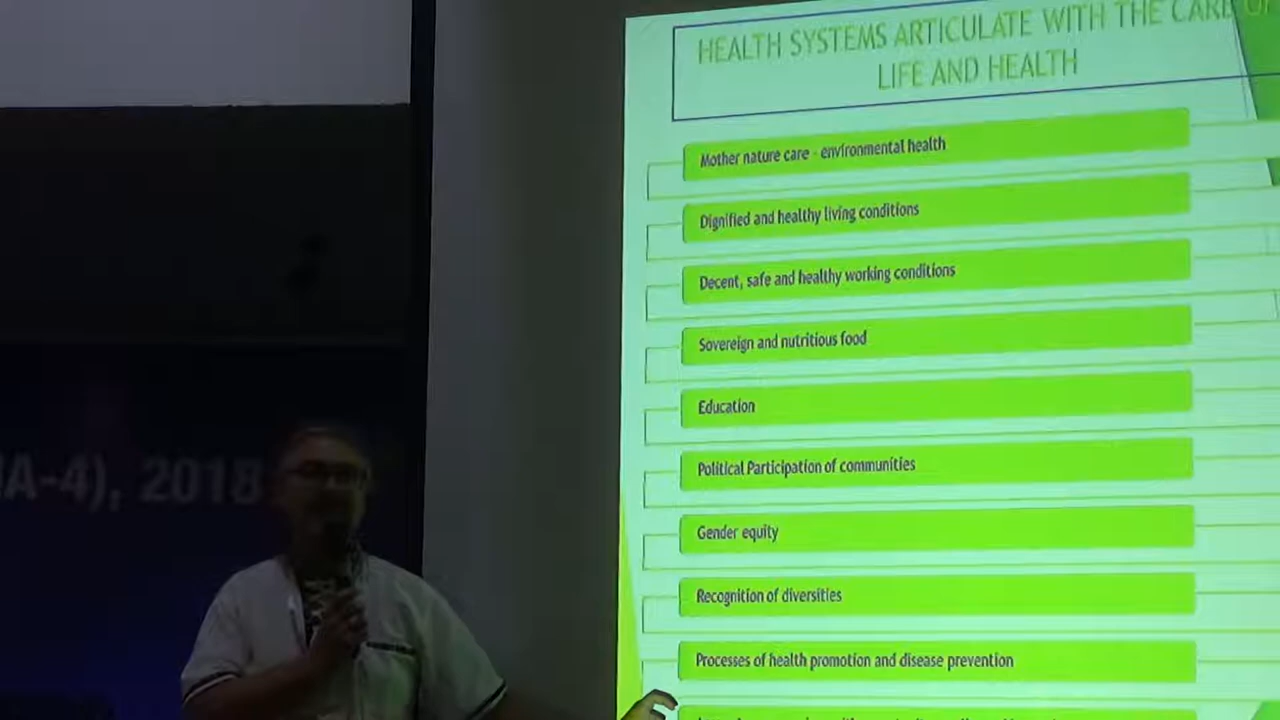 HEALTH SYSTEMS ARTICULATE WITH THE CARE OF
LIFE AND HEALTH
Mother nature care - environmental health
Dignified and healthy living conditions
Decent, safe and healthy working conditions
Sovereign and nutritious food
Education
Political Participation of communities
Gender equity
Recognition of diversities
Processes of health promotion and disease prevention
A-4), 2018